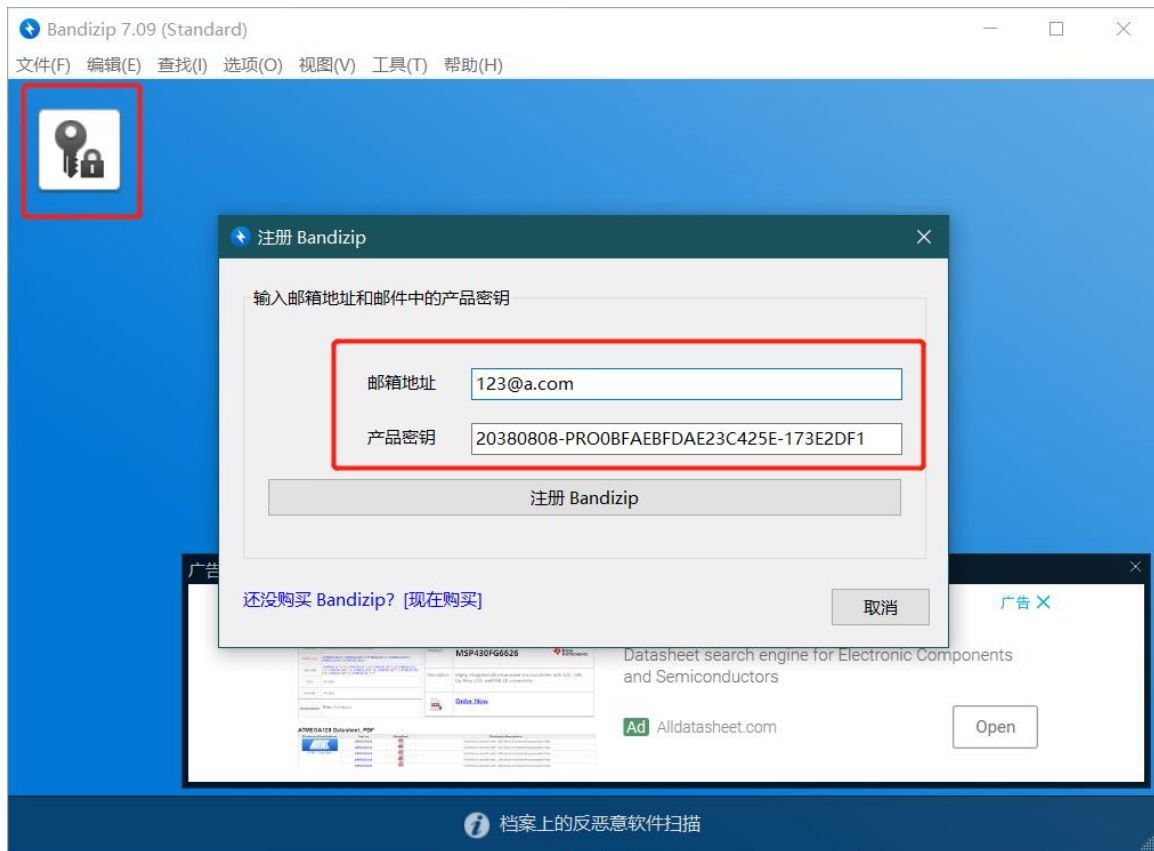 Bandizip 7.09 (Standard)
文件(F) 编辑(E) 查找(I) 选项(O) 视图(V) 工具(T) 帮助(H)
注册 Bandizip
输入邮箱地址和邮件中的产品密钥
邮箱地址 123@a.com
产品密钥 20380808-PRO0BFAEBFDAE23C425E-173E2DF1
注册 Bandizip
广告
还没购买 Bandizip? [现在购买]
取消
广告
MSP430FG6626
Datasheet search engine for Electronic Components
and Semiconductors
Order Now
Ad Alldatasheet.com
Open
ATMEGA128 Datasheet, PDF
档案上的反恶意软件扫描